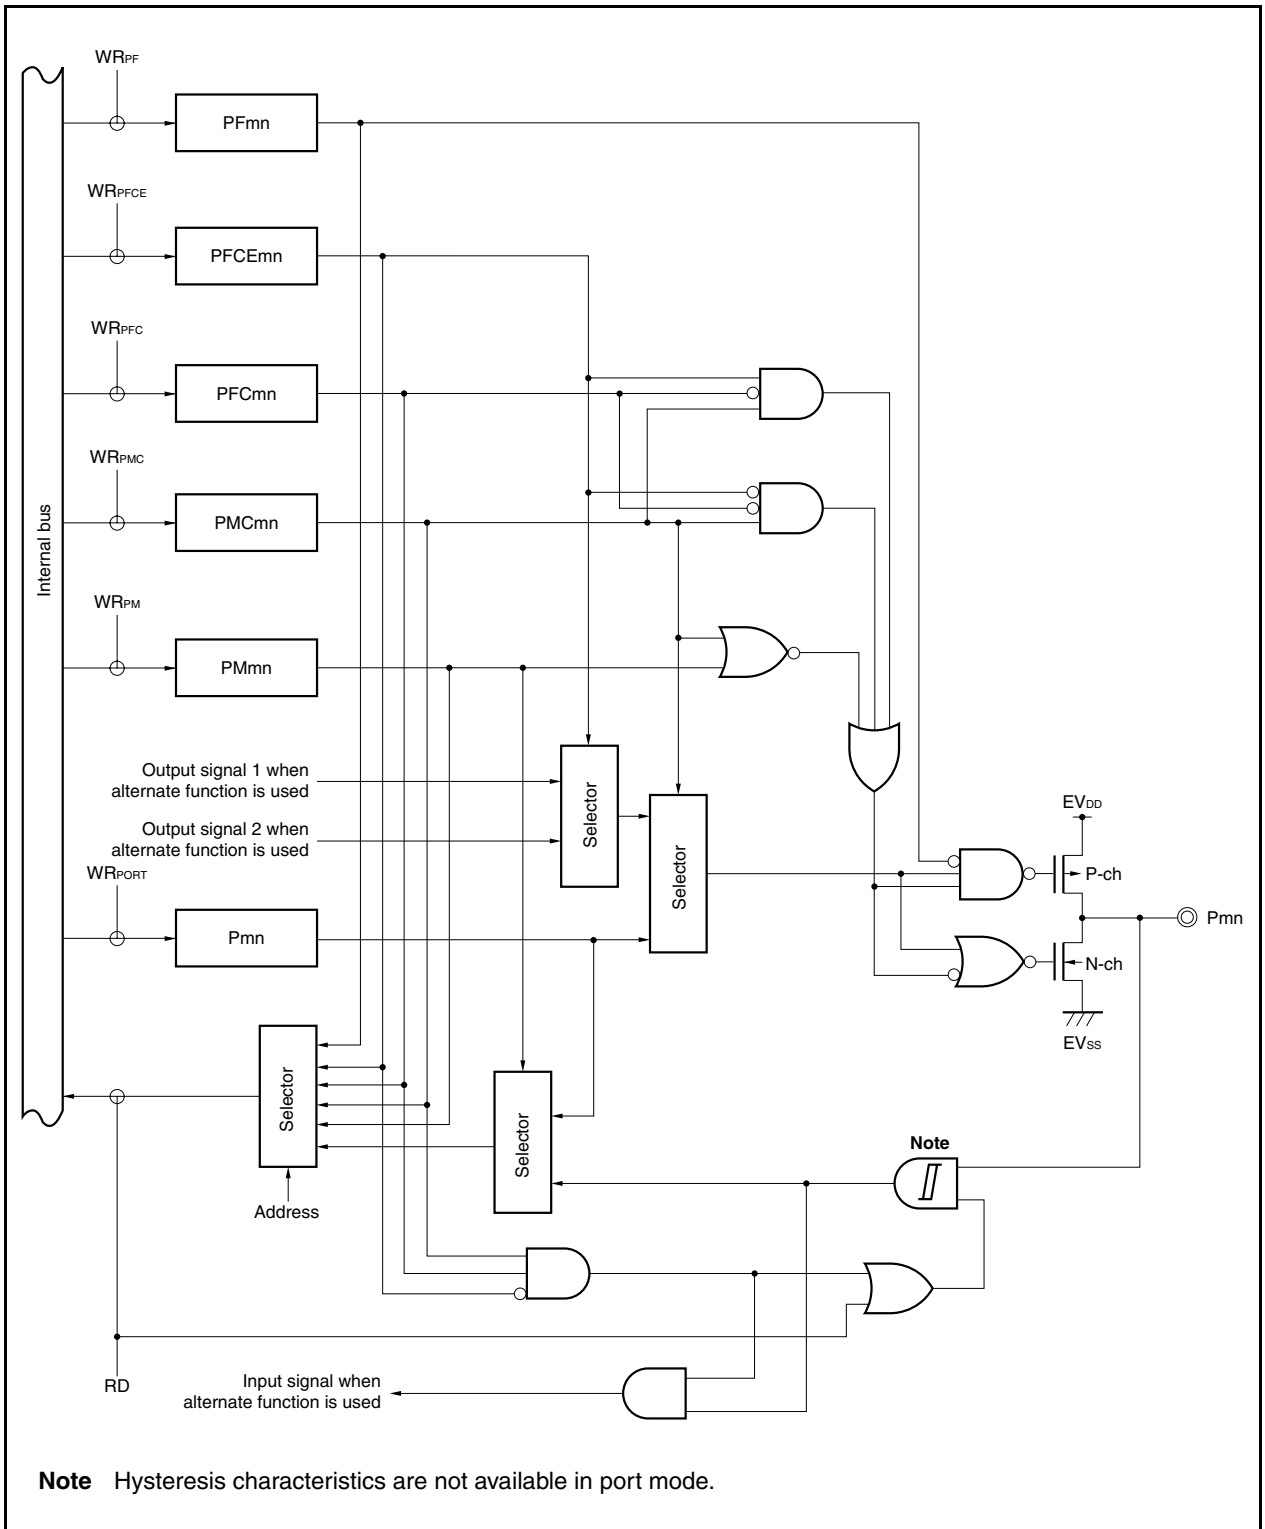 WRPF
PFmn
WRPFCE
PFCEmn
WRPFC
PFCmn
WRPMC
PMCmn
Internal bus
WRPM
PMmn
Output signal 1 when
alternate function is used
Output signal 2 when
alternate function is used
Selector
Selector
WRPORT
Pmn
EVDD
P-ch
Pmn
N-ch
EVSS
Selector
Address
Selector
Note
RD
Input signal when
alternate function is used
Note Hysteresis characteristics are not available in port mode.